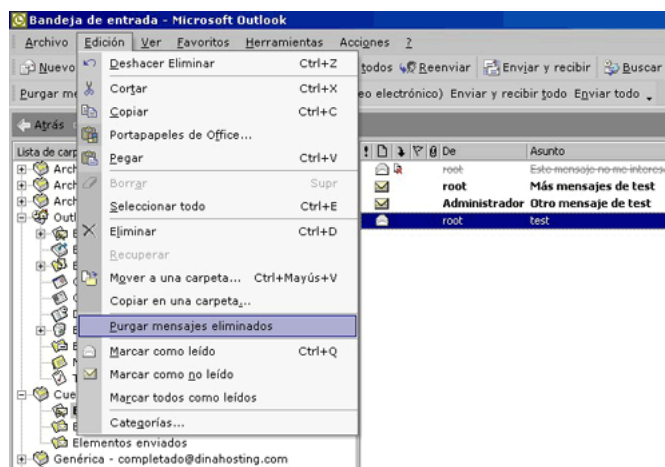 Bandeja de entrada - Microsoft Outlook
Archivo Edición Ver Favoritos Herramientas Acciones ?
Nuevo
todos Reenviar Enviar y recibir Buscar
Purgar me
eo electrónico) Enviar y recibir todo Enviar todo
Atrás
Deshacer Eliminar Ctrl+Z
Cortar Ctrl+X
Copiar Ctrl+C
Portapapeles de Office...
Pegar Ctrl+V
Borrar Supr
Seleccionar todo Ctrl+E
Eliminar Ctrl+D
Recuperar
Mover a una carpeta... Ctrl+Mayús+V
Copiar en una carpeta...
Purgar mensajes eliminados
Marcar como leído Ctrl+Q
Marcar como no leído
Marcar todos como leídos
Categorías...
Lista de carp
Arch
Arch
Arch
Outl
Cue
Elementos enviados
Genérica - completado@dinahosting.com
! De Asunto
root Este mensaje no me interes
root Más mensajes de test
Administrador Otro mensaje de test
root test